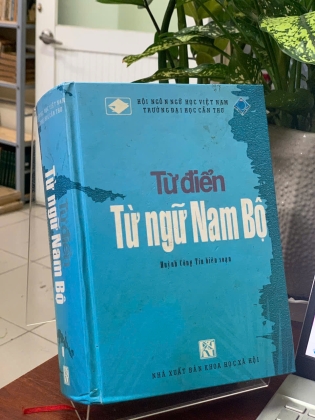 HỘI NGÔN NGỮ HỌC VIỆT NAM
TRƯỜNG ĐẠI HỌC CẦN THƠ
Từ điển
Từ ngữ Nam Bộ
Huỳnh Công Tín biên soạn
NHÀ XUẤT BẢN KHOA HỌC XÃ HỘI
Từ ngữ Nam Bộ